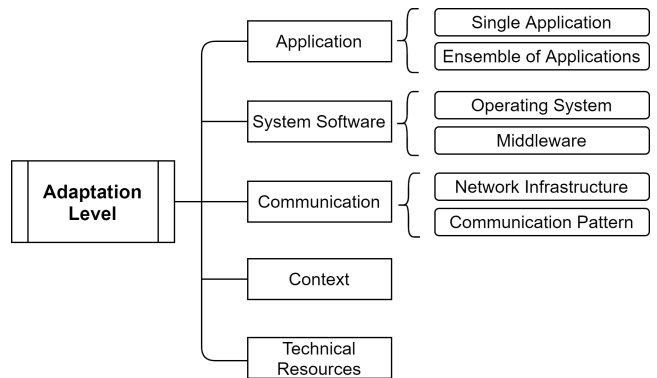 Adaptation
Level
Application
Single Application
Ensemble of Applications
System Software
Operating System
Middleware
Communication
Network Infrastructure
Communication Pattern
Context
Technical
Resources